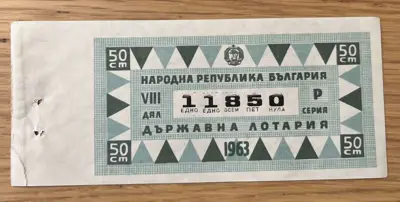 50 ст 50 ст
НАРОДНА РЕПУБЛИКА БЪЛГАРИЯ
VIII 11850 Р
ДЯЛ ЕДНО ЕДНО ОСЕМ ПЕТ НУЛА СЕРИЯ
ДЪРЖАВНА ЛОТАРИЯ
50 ст 1963 50 ст